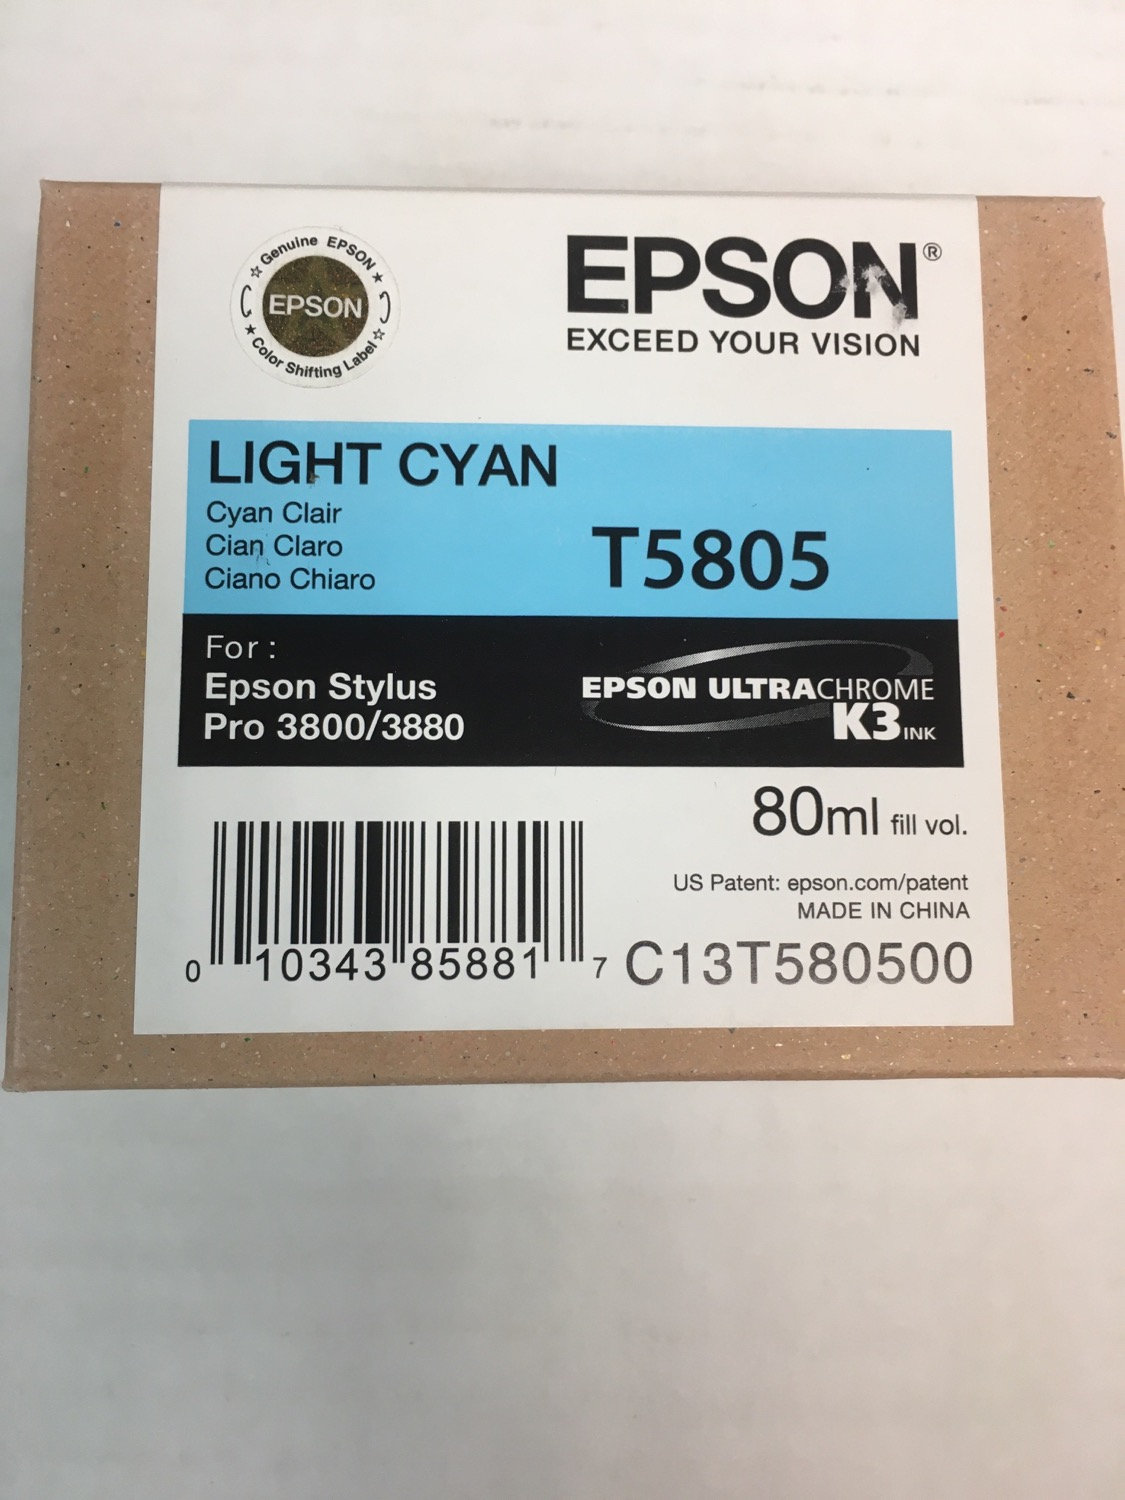 Genuine EPSON
EPSON
Color Shifting Label
EPSON®
EXCEED YOUR VISION
LIGHT CYAN
Cyan Clair
Cian Claro
Ciano Chiaro
T5805
For :
Epson Stylus
Pro 3800/3880
EPSON ULTRACHROME
K3 INK
80ml fill vol.
US Patent: epson.com/patent
MADE IN CHINA
0 10343 85881 7
C13T580500